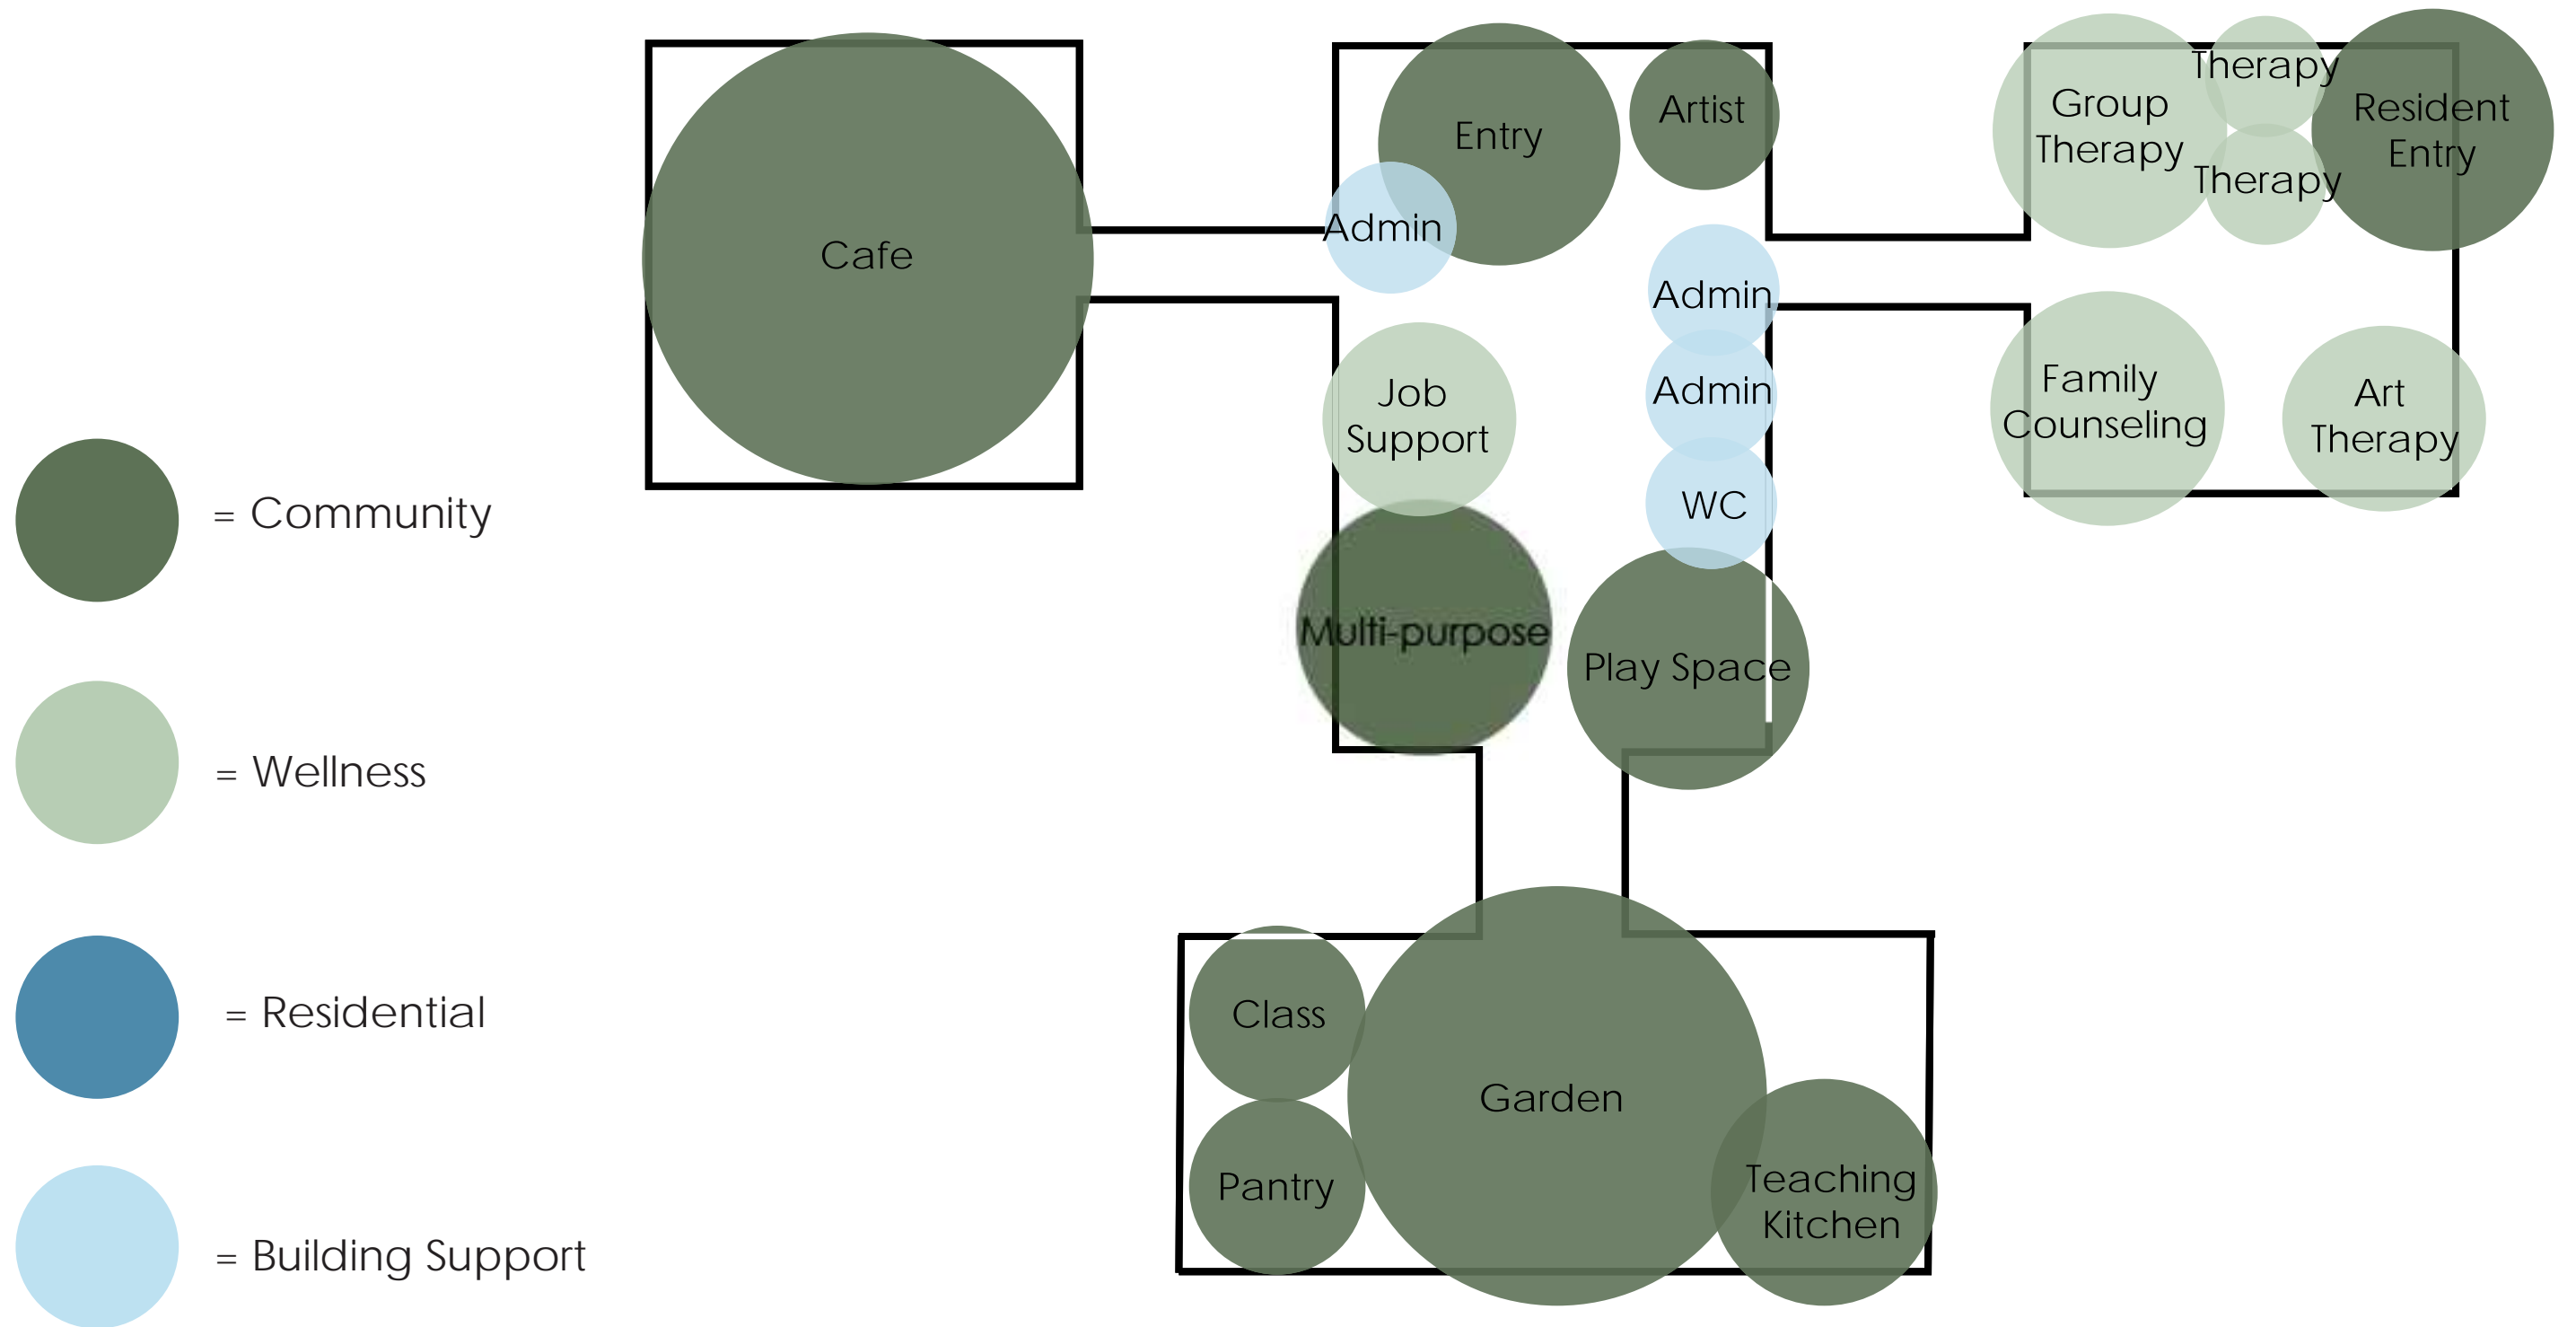 Cafe
Entry
Artist
Admin
Admin
Admin
WC
Job
Support
Multi-purpose
Play Space
Group
Therapy
Therapy
Therapy
Resident
Entry
Family
Counseling
Art
Therapy
Class
Pantry
Garden
Teaching
Kitchen
= Community
= Wellness
= Residential
= Building Support